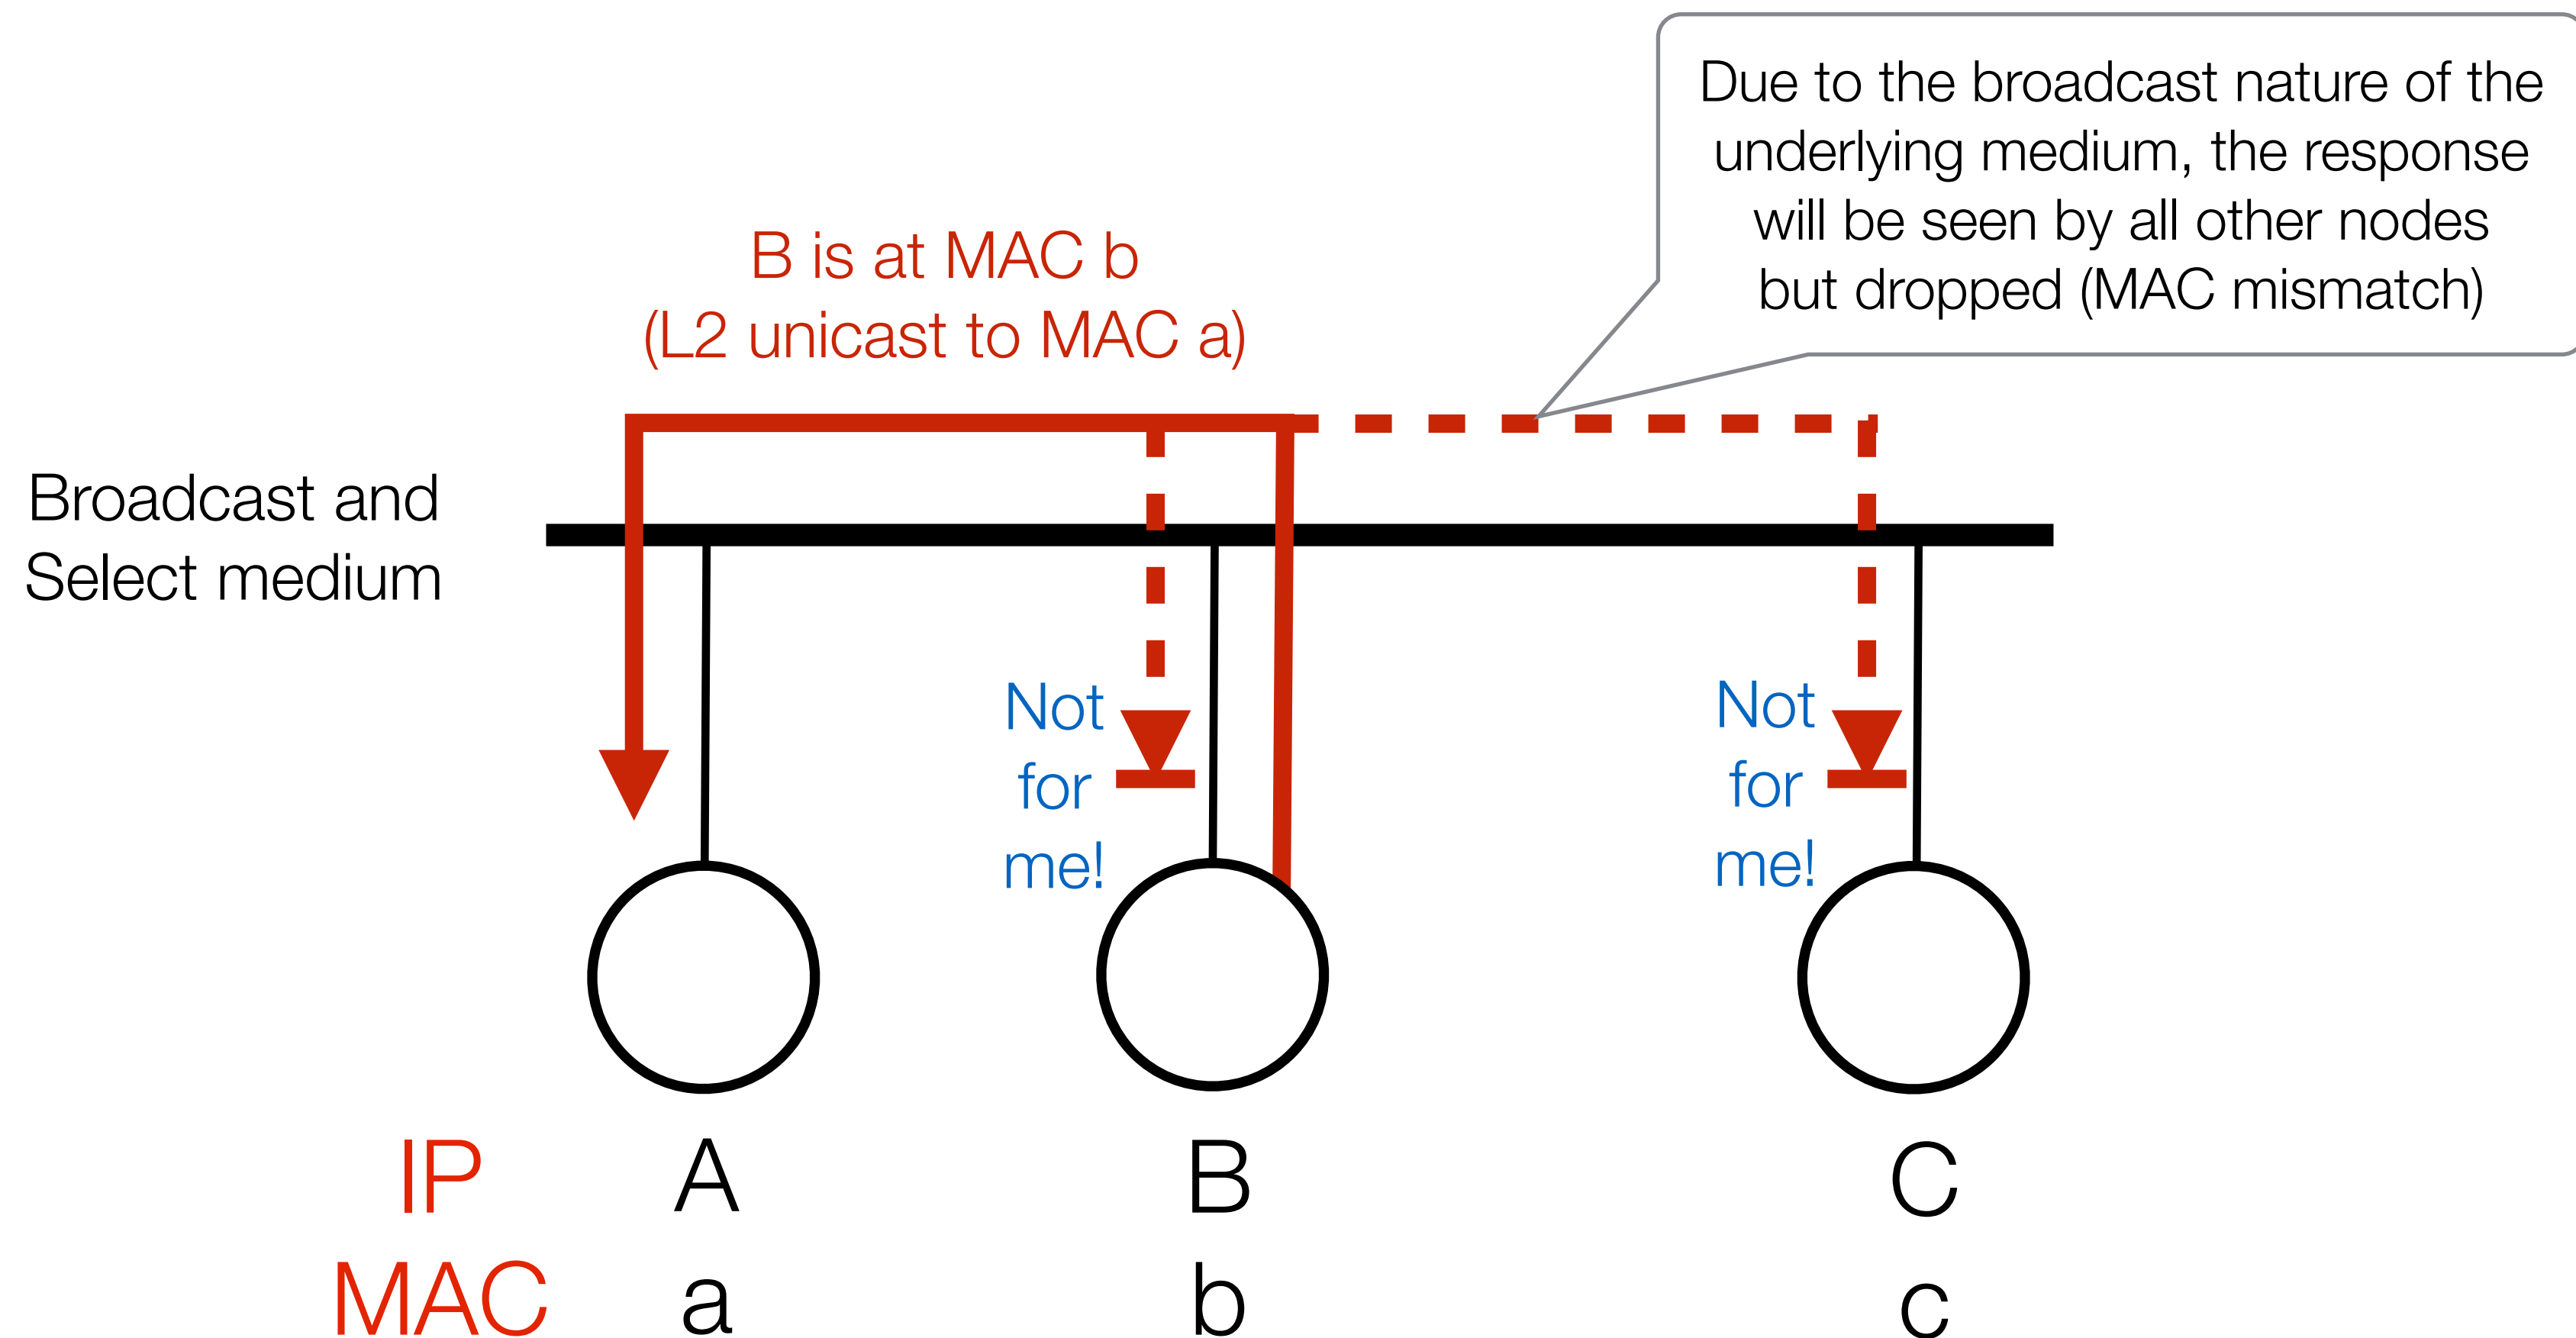 Due to the broadcast nature of the
underlying medium, the response
will be seen by all other nodes
but dropped (MAC mismatch)
B is at MAC b
(L2 unicast to MAC a)
Broadcast and
Select medium
Not
for
me!
Not
for
me!
IP A B C
MAC a b c